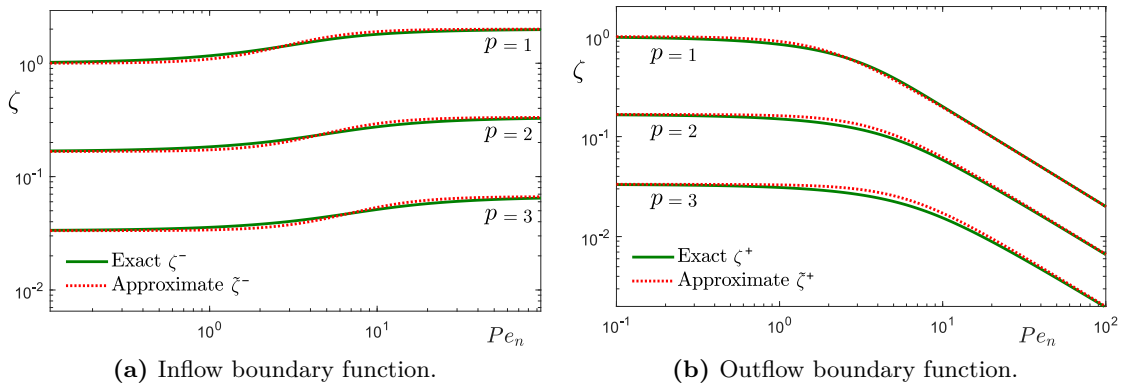 10^0
10^{-1}
10^{-2}
ζ
p = 1
p = 2
p = 3
Exact ζ^-
Approximate ζ̃^-
10^0
10^1
Pe_n
(a) Inflow boundary function.
10^0
10^{-1}
10^{-2}
ζ
p = 1
p = 2
p = 3
Exact ζ^+
Approximate ζ̃^+
10^{-1}
10^0
10^1
Pe_n
10^2
(b) Outflow boundary function.